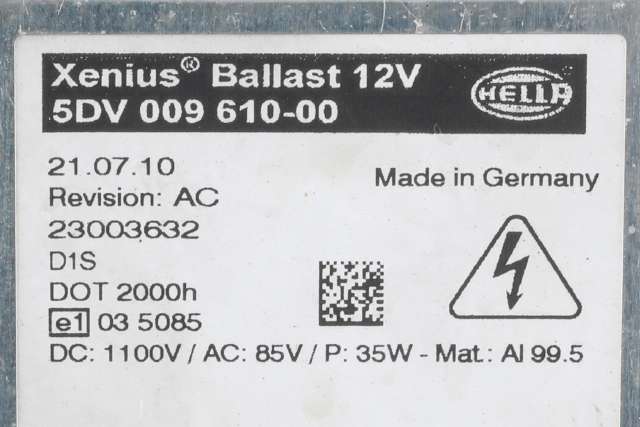 Xenius® Ballast 12V
5DV 009 610-00
HELLA
21.07.10
Revision: AC
Made in Germany
23003632
D1S
DOT 2000h
e1 03 5085
DC: 1100V / AC: 85V / P: 35W - Mat.: Al 99.5